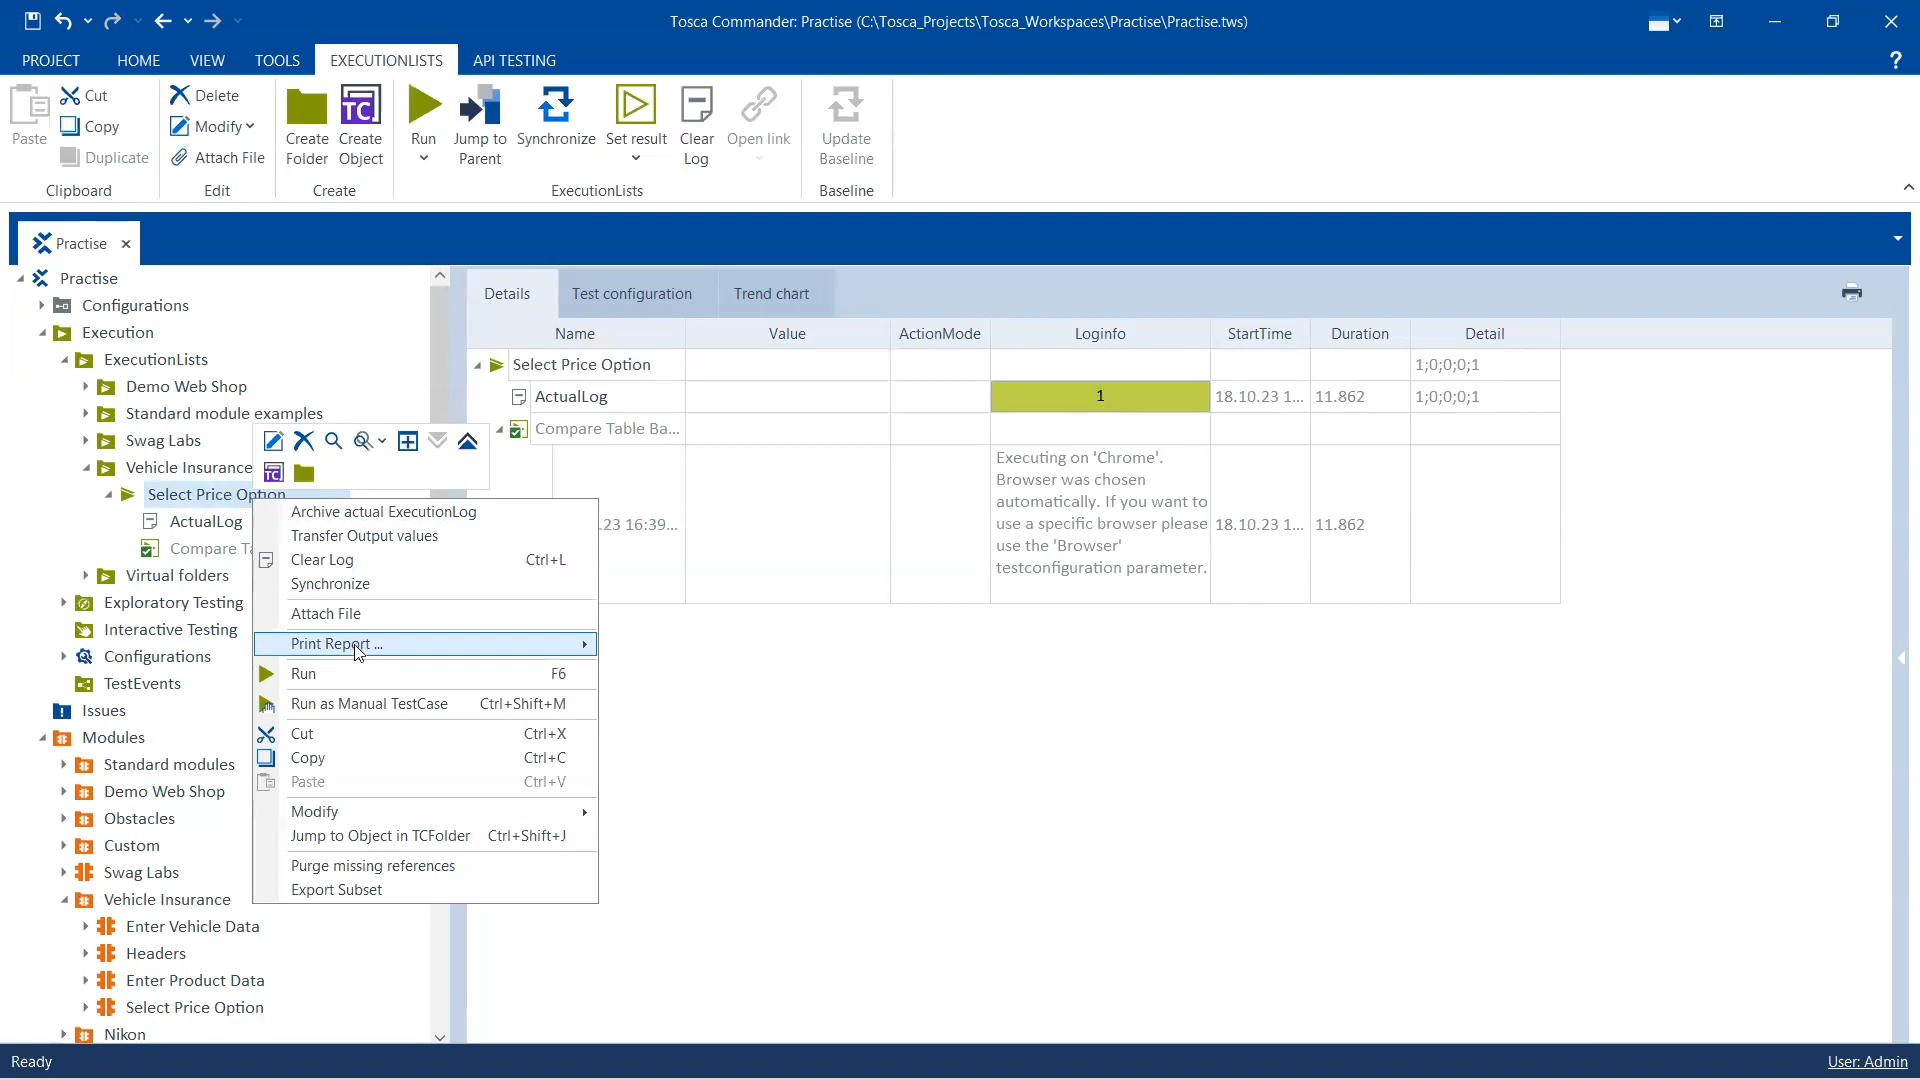 Tosca Commander: Practise (C:\Tosca_Projects\Tosca_Workspaces\Practise\Practise.tws)
PROJECT HOME VIEW TOOLS EXECUTIONLISTS API TESTING ?
Paste
Cut
Copy
Duplicate
Clipboard
Delete
Modify
Attach File
Edit
Create Folder
TC
Create Object
Create
Run
Jump to Parent
Synchronize
Set result
Clear Log
Open link
ExecutionLists
Update Baseline
Baseline
Practise
Practise
Configurations
Execution
ExecutionLists
Demo Web Shop
Standard module examples
Swag Labs
Vehicle Insurance
Select Price Option
ActualLog
Compare Ta
Virtual folders
Exploratory Testing
Interactive Testing
Configurations
TestEvents
Issues
Modules
Standard modules
Demo Web Shop
Obstacles
Custom
Swag Labs
Vehicle Insurance
Enter Vehicle Data
Headers
Enter Product Data
Select Price Option
Nikon
TC
Archive actual ExecutionLog
Transfer Output values
Clear Log Ctrl+L
Synchronize
Attach File
Print Report ...
Run F6
Run as Manual TestCase Ctrl+Shift+M
Cut Ctrl+X
Copy Ctrl+C
Paste Ctrl+V
Modify
Jump to Object in TCFolder Ctrl+Shift+J
Purge missing references
Export Subset
Details Test configuration Trend chart
Name Value ActionMode Loginfo StartTime Duration Detail
Select Price Option 1;0;0;0;1
ActualLog 1 18.10.23 1... 11.862 1;0;0;0;1
Compare Table Ba...
.23 16:39...
Executing on 'Chrome'.
Browser was chosen
automatically. If you want to
use a specific browser please
use the 'Browser'
testconfiguration parameter.
18.10.23 1... 11.862
Ready
User: Admin